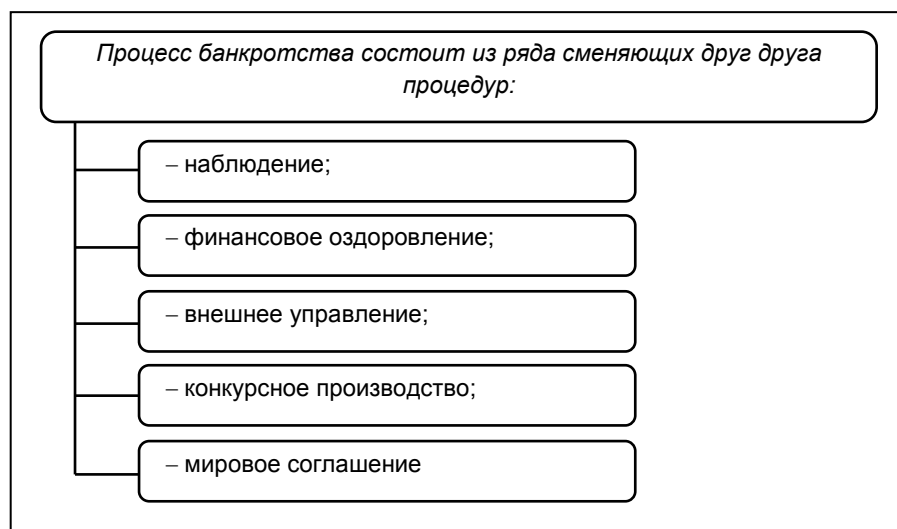 Процесс банкротства состоит из ряда сменяющих друг друга
процедур:
– наблюдение;
– финансовое оздоровление;
– внешнее управление;
– конкурсное производство;
– мировое соглашение